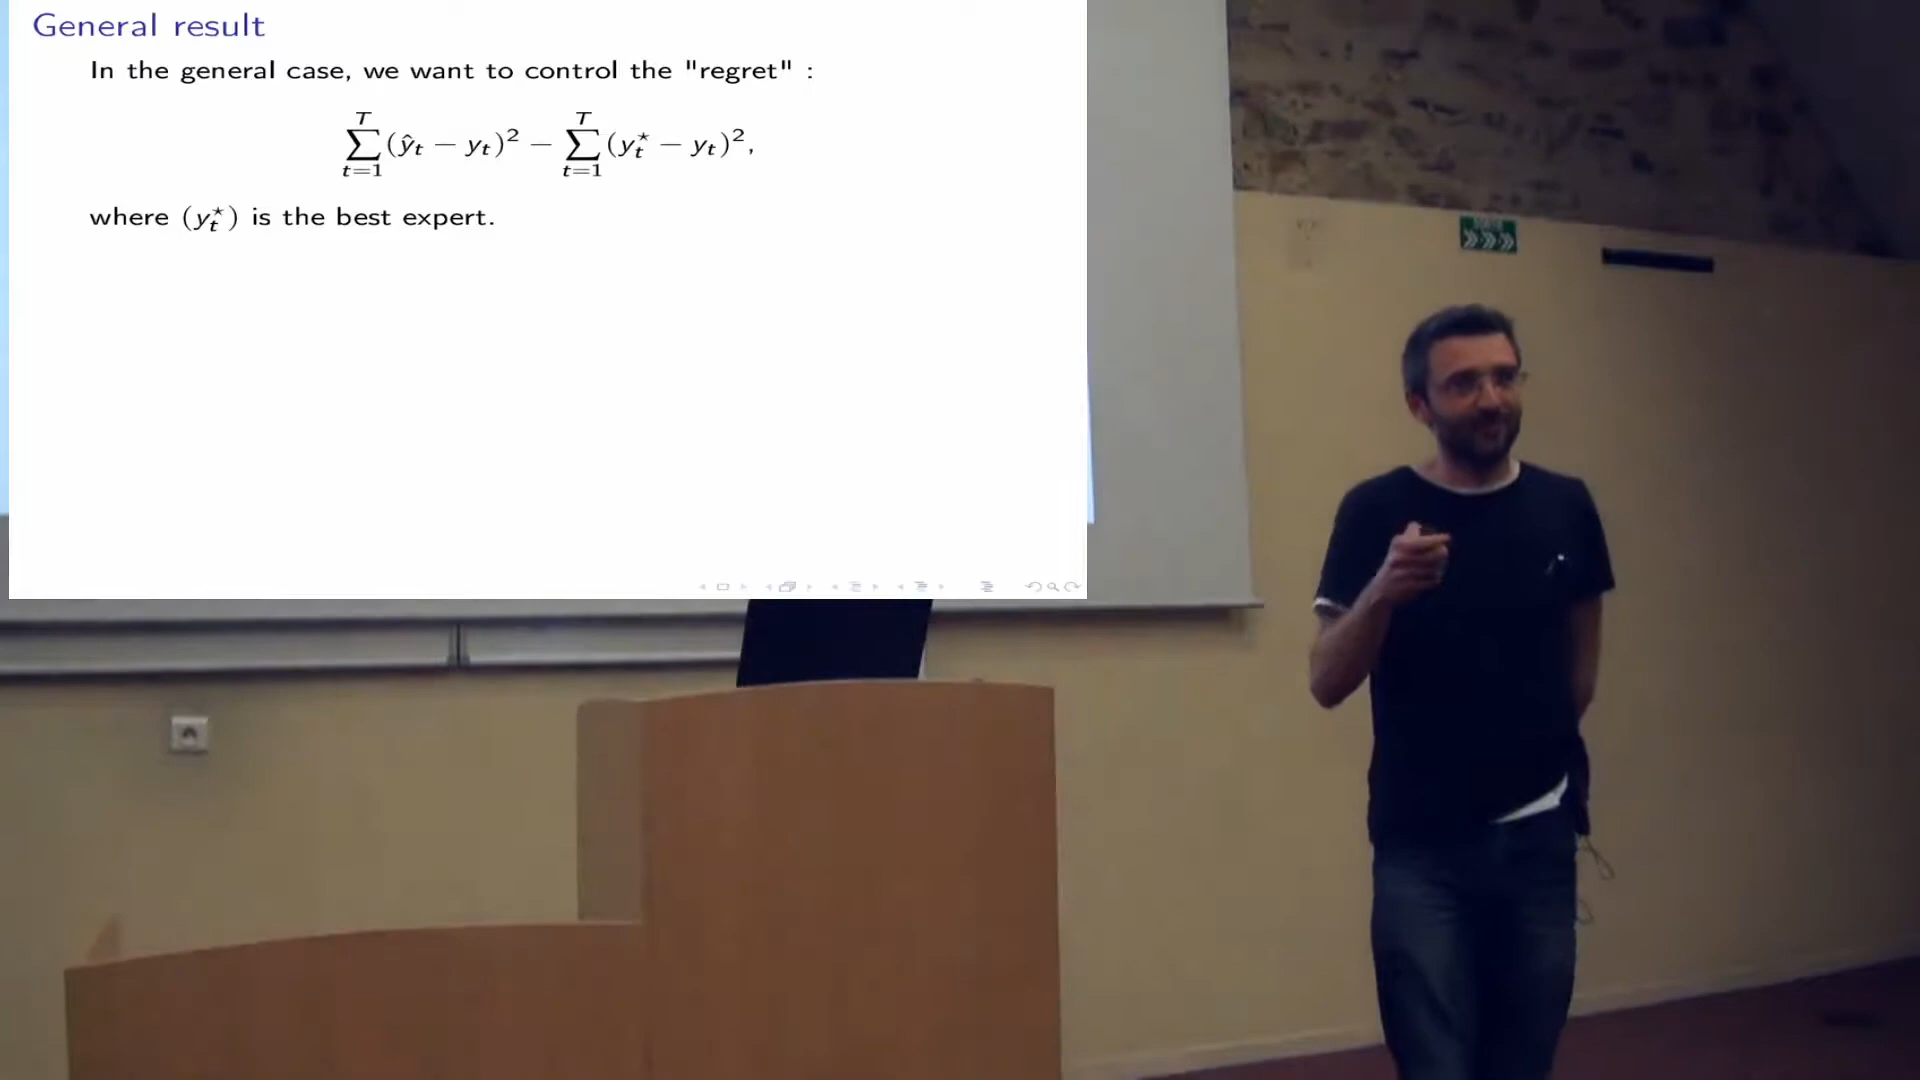 General result
In the general case, we want to control the "regret" :
$\sum_{t=1}^{T} (\hat{y}_t - y_t)^2 - \sum_{t=1}^{T} (y_t^\star - y_t)^2,$
where $(y_t^\star)$ is the best expert.